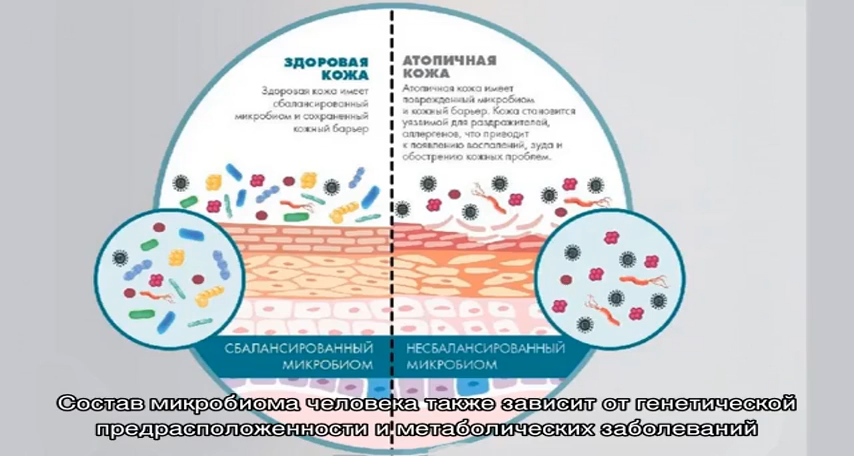 ЗДОРОВАЯ
КОЖА
Здоровая кожа имеет
сбалансированный
микробиом и сохраненный
кожный барьер
АТОПИЧНАЯ
КОЖА
Атопичная кожа имеет
поврежденный микробиом
и кожный барьер. Кожа становится
уязвимой для раздражителей,
аллергенов, что приводит
к появлению воспалений, зуда и
обострению кожных проблем.
СБАЛАНСИРОВАННЫЙ
МИКРОБИОМ
НЕСБАЛАНСИРОВАННЫЙ
МИКРОБИОМ
Состав микробиома человека также зависит от генетической
предрасположенности и метаболических заболеваний